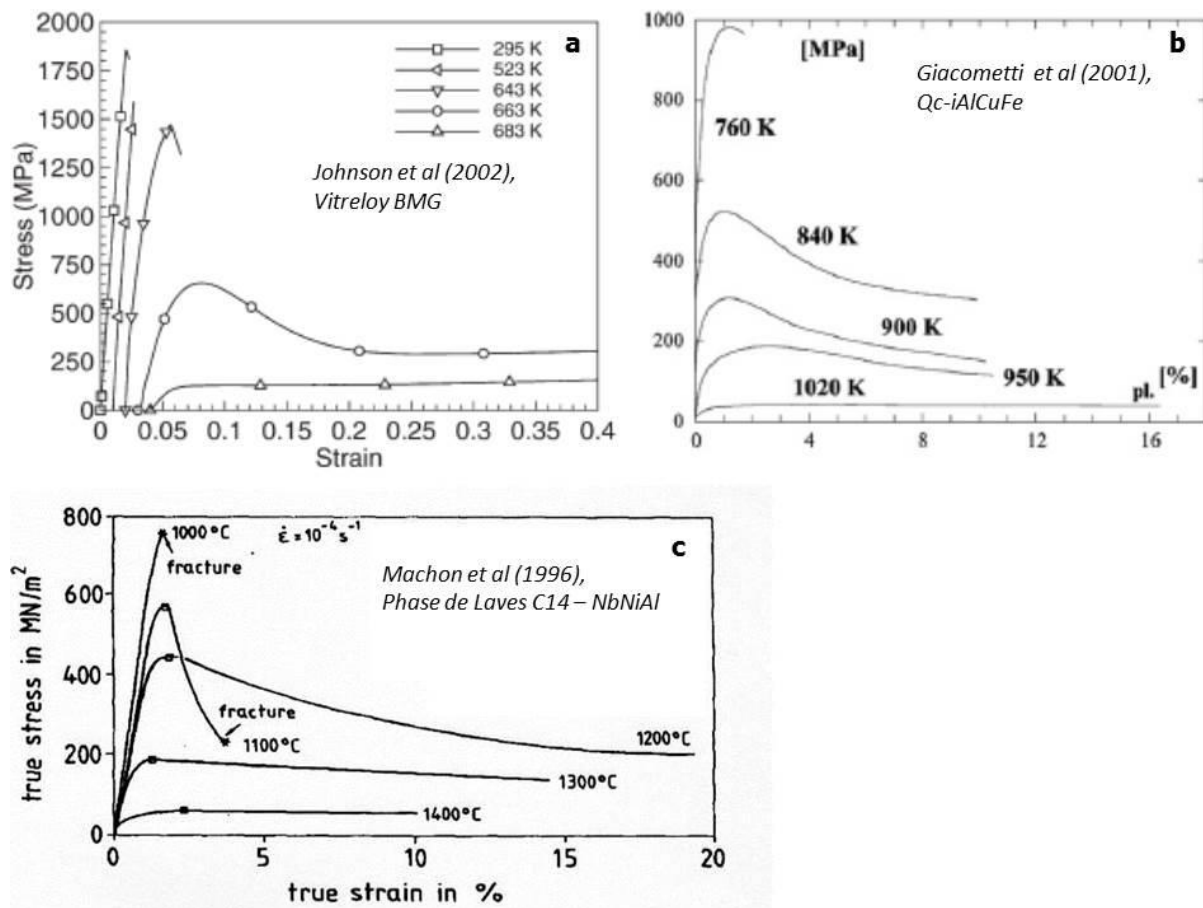 2000
1750
1500
1250
1000
750
500
250
0
Stress (MPa)
0
0.05
0.1
0.15
0.2
0.25
0.3
0.35
0.4
Strain
295 K
523 K
643 K
663 K
683 K
a
Johnson et al (2002),
Vitreloy BMG
1000
800
600
400
200
0
[MPa]
b
Giacometti et al (2001),
Qc-iAlCuFe
760 K
840 K
900 K
950 K
1020 K
pl. [%]
0
4
8
12
16
800
600
400
200
0
true stress in MN/m²
1000°C
fracture
ε̇ = 10⁻⁴ s⁻¹
c
Machon et al (1996),
Phase de Laves C14 – NbNiAl
fracture
1100°C
1200°C
1300°C
1400°C
0
5
10
15
20
true strain in %